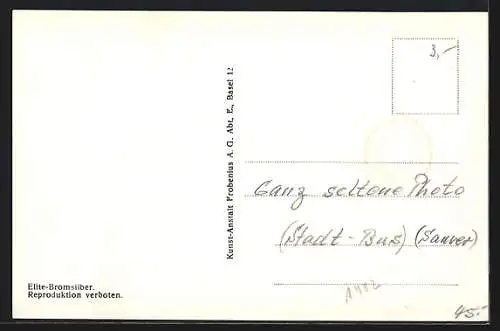 3,-
Kunst-Anstalt Frobenius A. G. Abt. E., Basel 12
Ganz seltene Photo
(Stadt-Bus) (Saurer)
Elite-Bromsilber.
Reproduktion verboten.
45.-